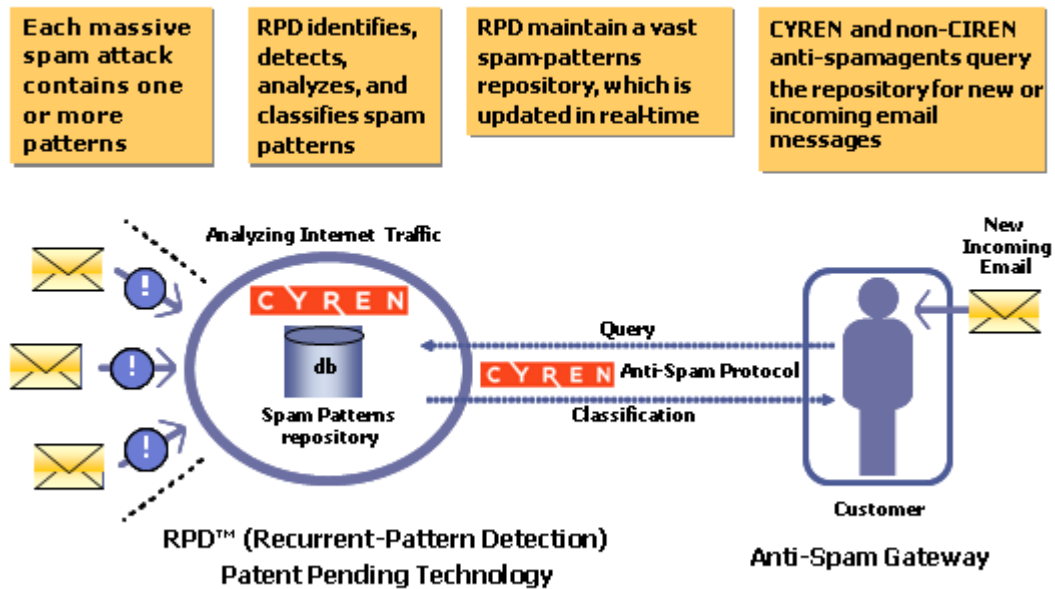 Each massive
spam attack
contains one
or more
patterns
RPD identifies,
detects,
analyzes, and
classifies spam
patterns
RPD maintain a vast
spam-patterns
repository, which is
updated in real-time
CYREN and non-CIREN
anti-spamagents query
the repository for new or
incoming email
messages
Analyzing Internet Traffic
CYREN
db
Spam Patterns
repository
Query
CYREN Anti-Spam Protocol
Classification
New
Incoming
Email
Customer
RPD™ (Recurrent-Pattern Detection)
Patent Pending Technology
Anti-Spam Gateway